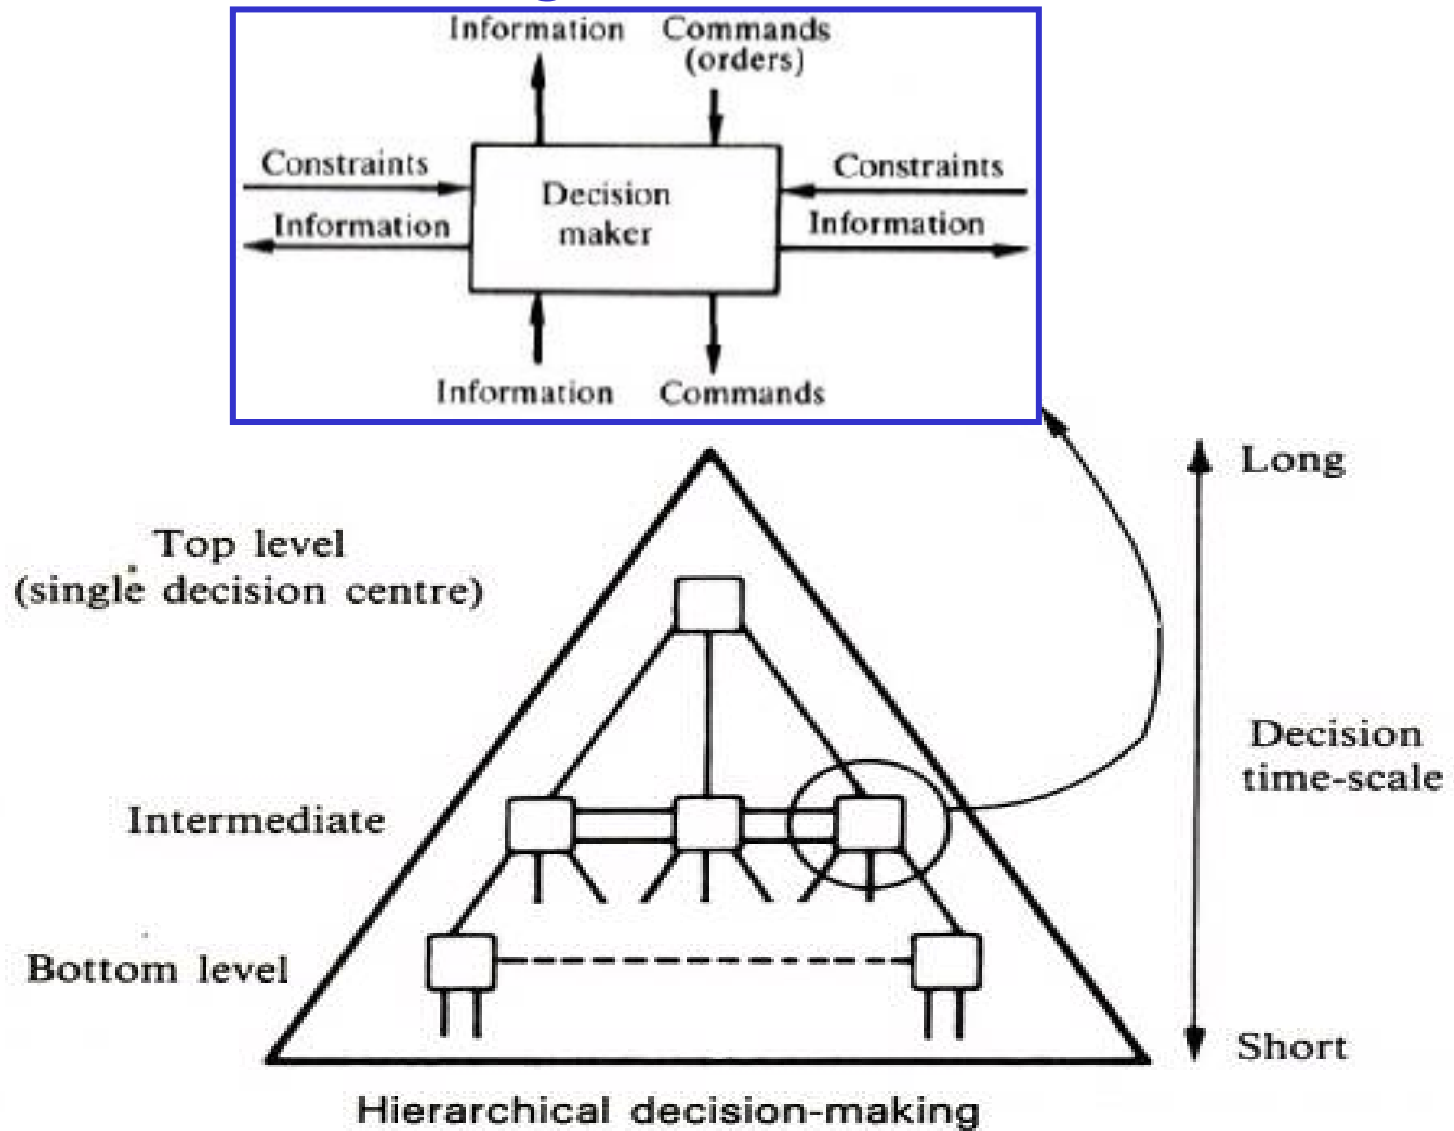 Information
Commands
(orders)
Constraints
Constraints
Decision
maker
Information
Information
Information
Commands
Long
Top level
(single decision centre)
Decision
time-scale
Intermediate
Bottom level
Short
Hierarchical decision-making